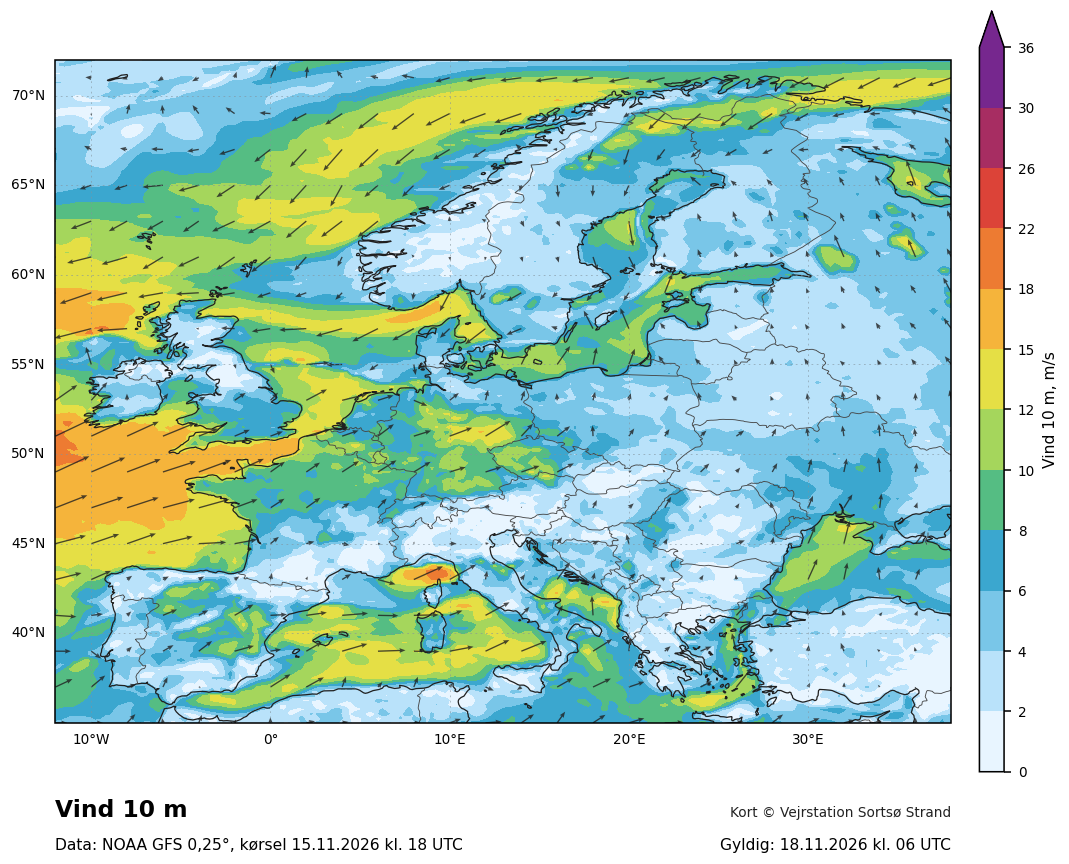 36
30
26
22
18
15
12
10
8
6
4
2
0
Vind 10 m, m/s
70°N
65°N
60°N
55°N
50°N
45°N
40°N
10°W
0°
10°E
20°E
30°E
Vind 10 m
Kort © Vejrstation Sortsø Strand
Data: NOAA GFS 0,25°, kørsel 15.11.2026 kl. 18 UTC
Gyldig: 18.11.2026 kl. 06 UTC